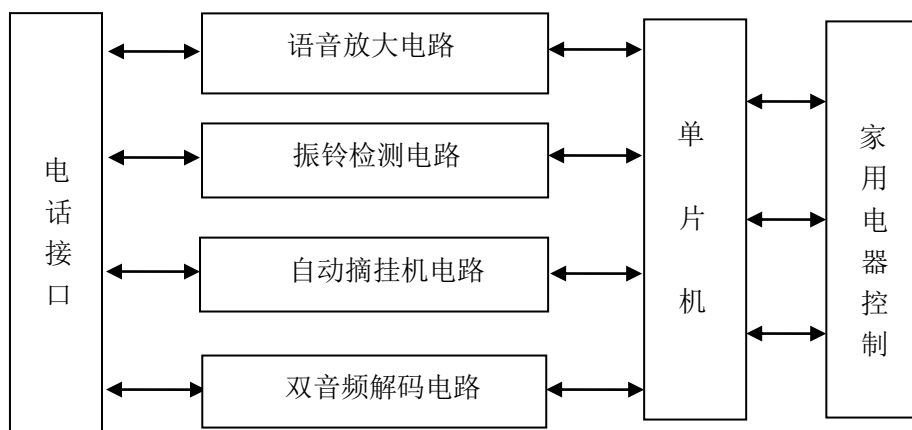 电话接口
语音放大电路
振铃检测电路
自动摘挂机电路
双音频解码电路
单片机
家用电器控制